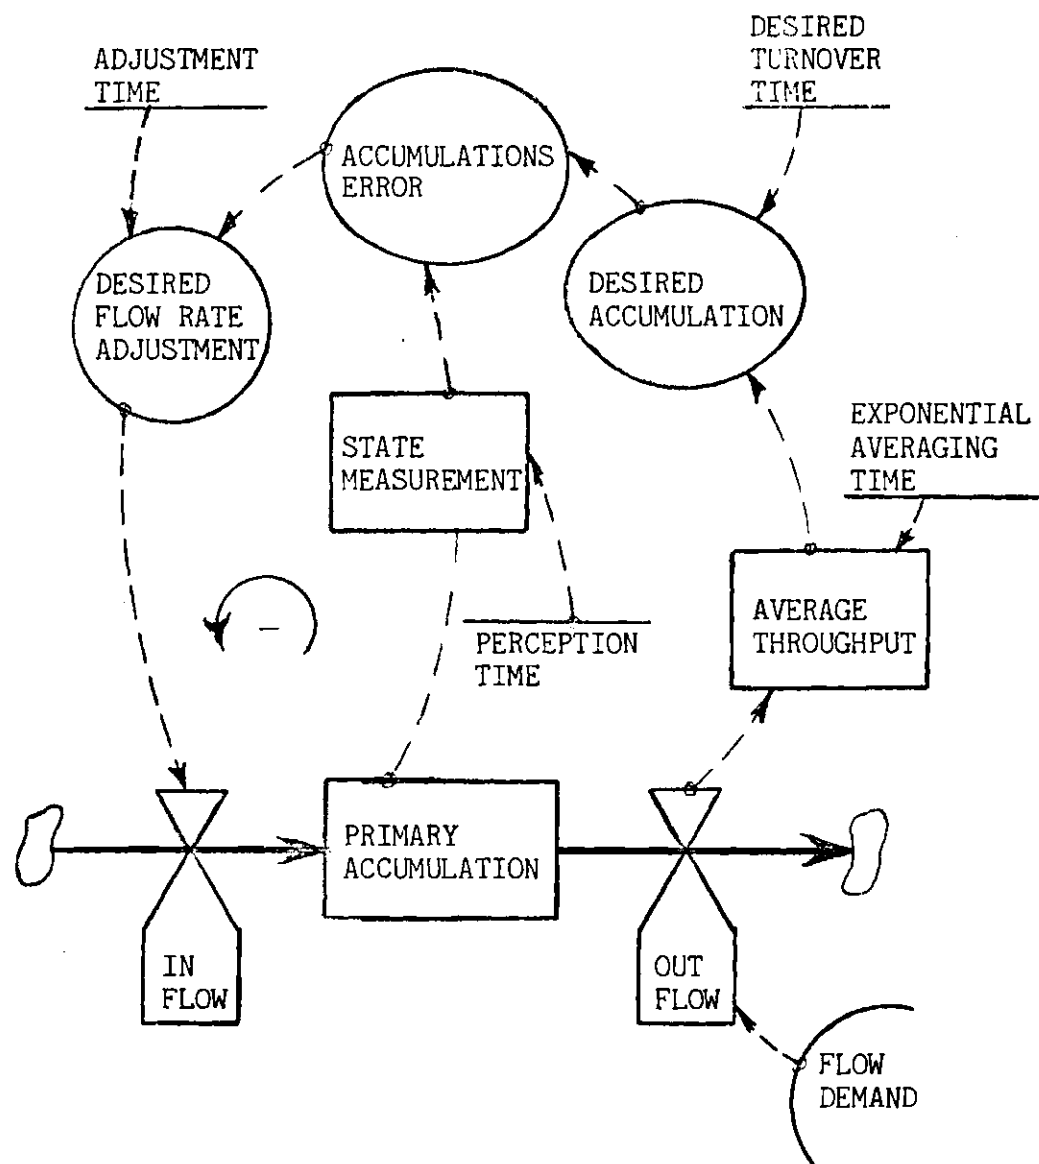 ADJUSTMENT
TIME
DESIRED
TURNOVER
TIME
ACCUMULATIONS
ERROR
DESIRED
FLOW RATE
ADJUSTMENT
DESIRED
ACCUMULATION
STATE
MEASUREMENT
EXPONENTIAL
AVERAGING
TIME
AVERAGE
THROUGHPUT
PERCEPTION
TIME
PRIMARY
ACCUMULATION
IN
FLOW
OUT
FLOW
FLOW
DEMAND